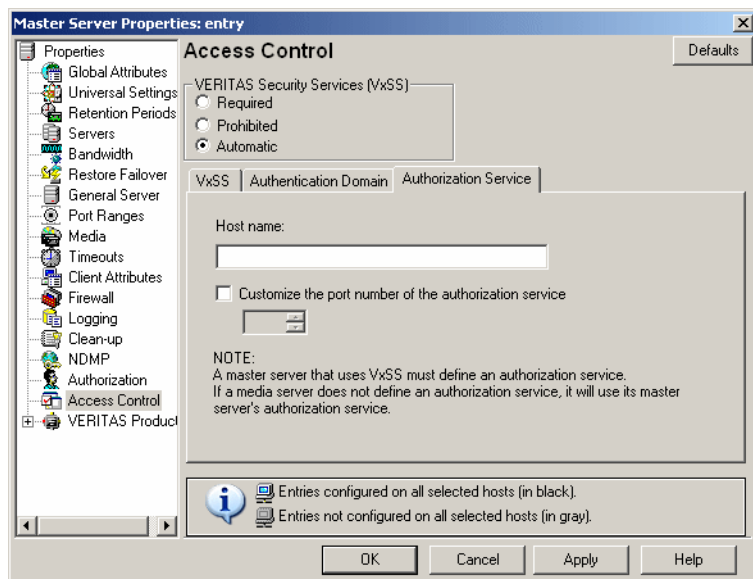 Master Server Properties: entry
Properties
Global Attributes
Universal Settings
Retention Periods
Servers
Bandwidth
Restore Failover
General Server
Port Ranges
Media
Timeouts
Client Attributes
Firewall
Logging
Clean-up
NDMP
Authorization
Access Control
VERITAS Product
Access Control
Defaults
VERITAS Security Services (VxSS)
Required
Prohibited
Automatic
VxSS
Authentication Domain
Authorization Service
Host name:
Customize the port number of the authorization service
NOTE:
A master server that uses VxSS must define an authorization service.
If a media server does not define an authorization service, it will use its master
server's authorization service.
Entries configured on all selected hosts (in black).
Entries not configured on all selected hosts (in gray).
OK
Cancel
Apply
Help